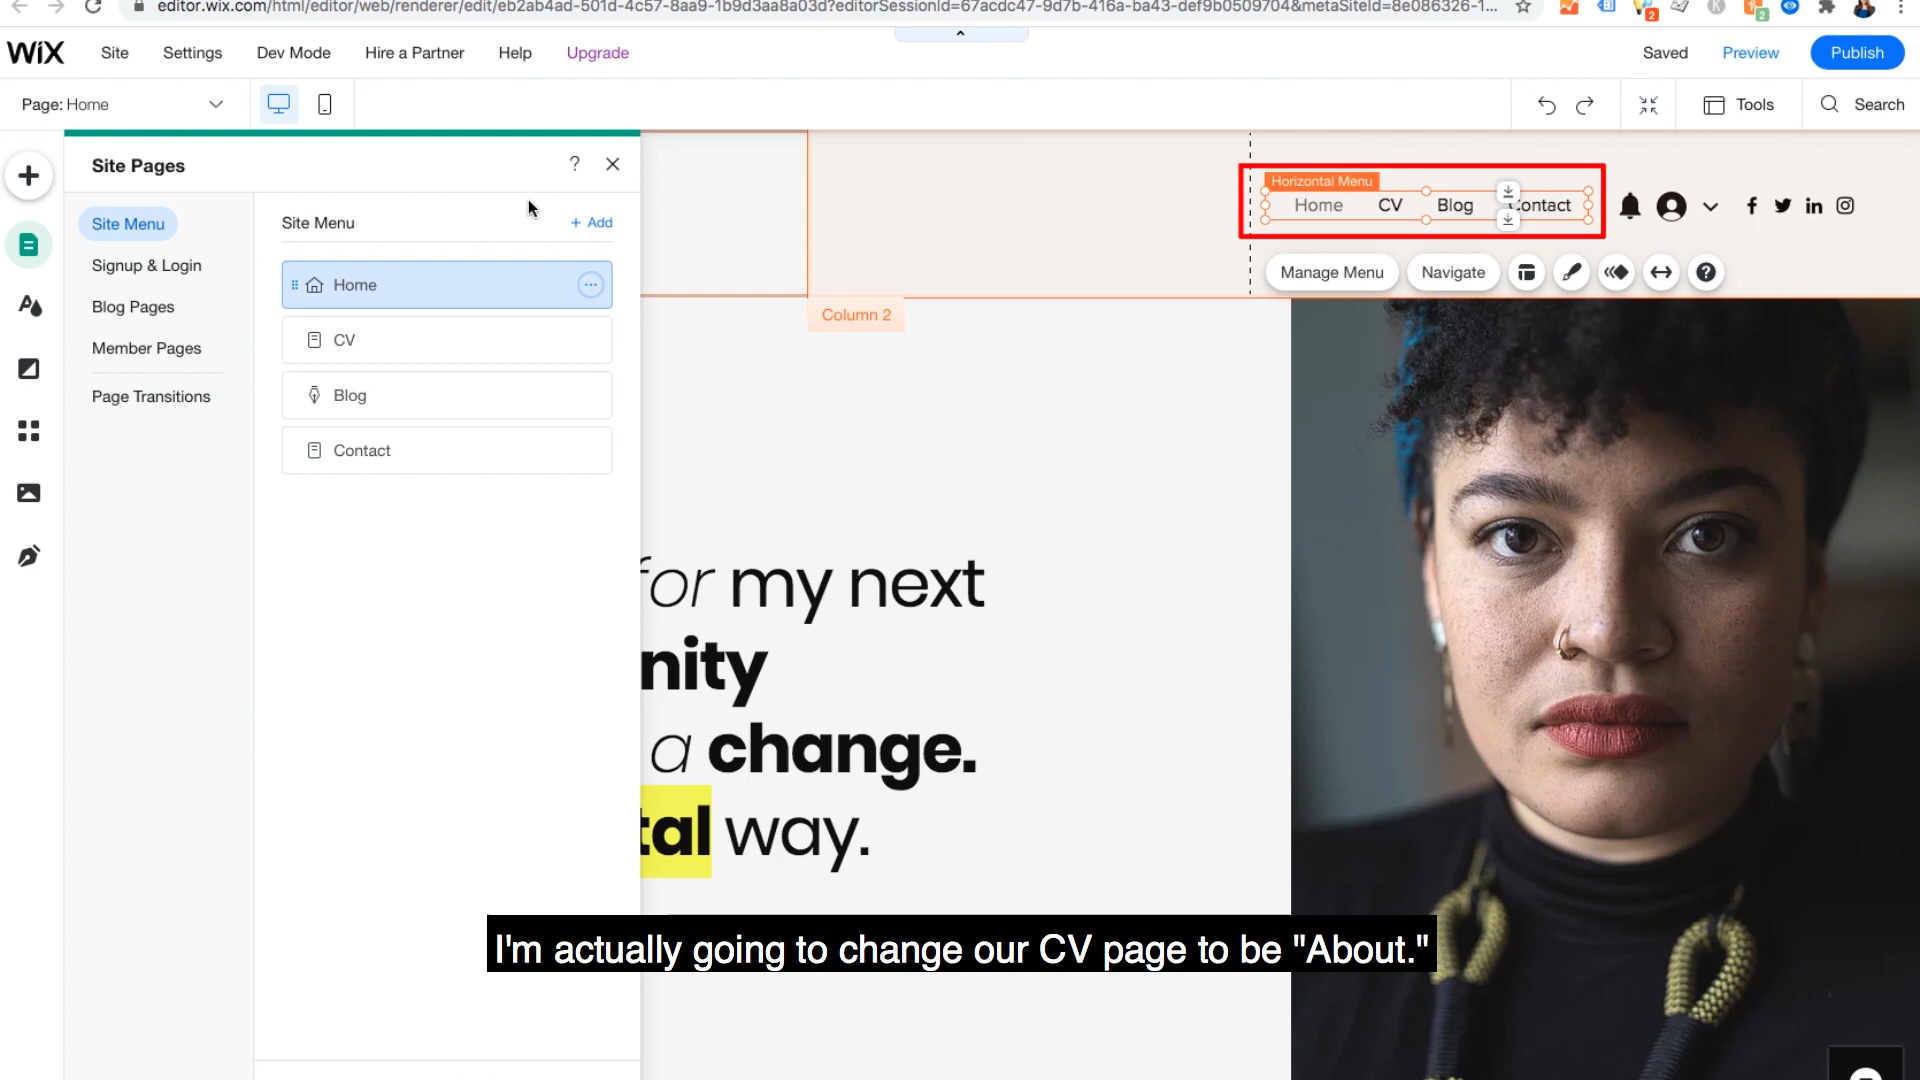 editor.wix.com/html/editor/web/renderer/edit/eb2ab4ad-501d-4c57-8aa9-1b9d3aa8a03d?editorSessionId=67acdc47-9d7b-416a-ba43-def9b0509704&metaSiteId=8e086326-1...
2
2
WiX Site Settings Dev Mode Hire a Partner Help Upgrade Saved Preview Publish
Page: Home Tools Search
Site Pages ?
Site Menu
Signup & Login
Blog Pages
Member Pages
Page Transitions
Site Menu + Add
Home
CV
Blog
Contact
Horizontal Menu
Home CV Blog Contact
Manage Menu Navigate
Column 2
for my next
nity
a change.
tal way.
I'm actually going to change our CV page to be "About."